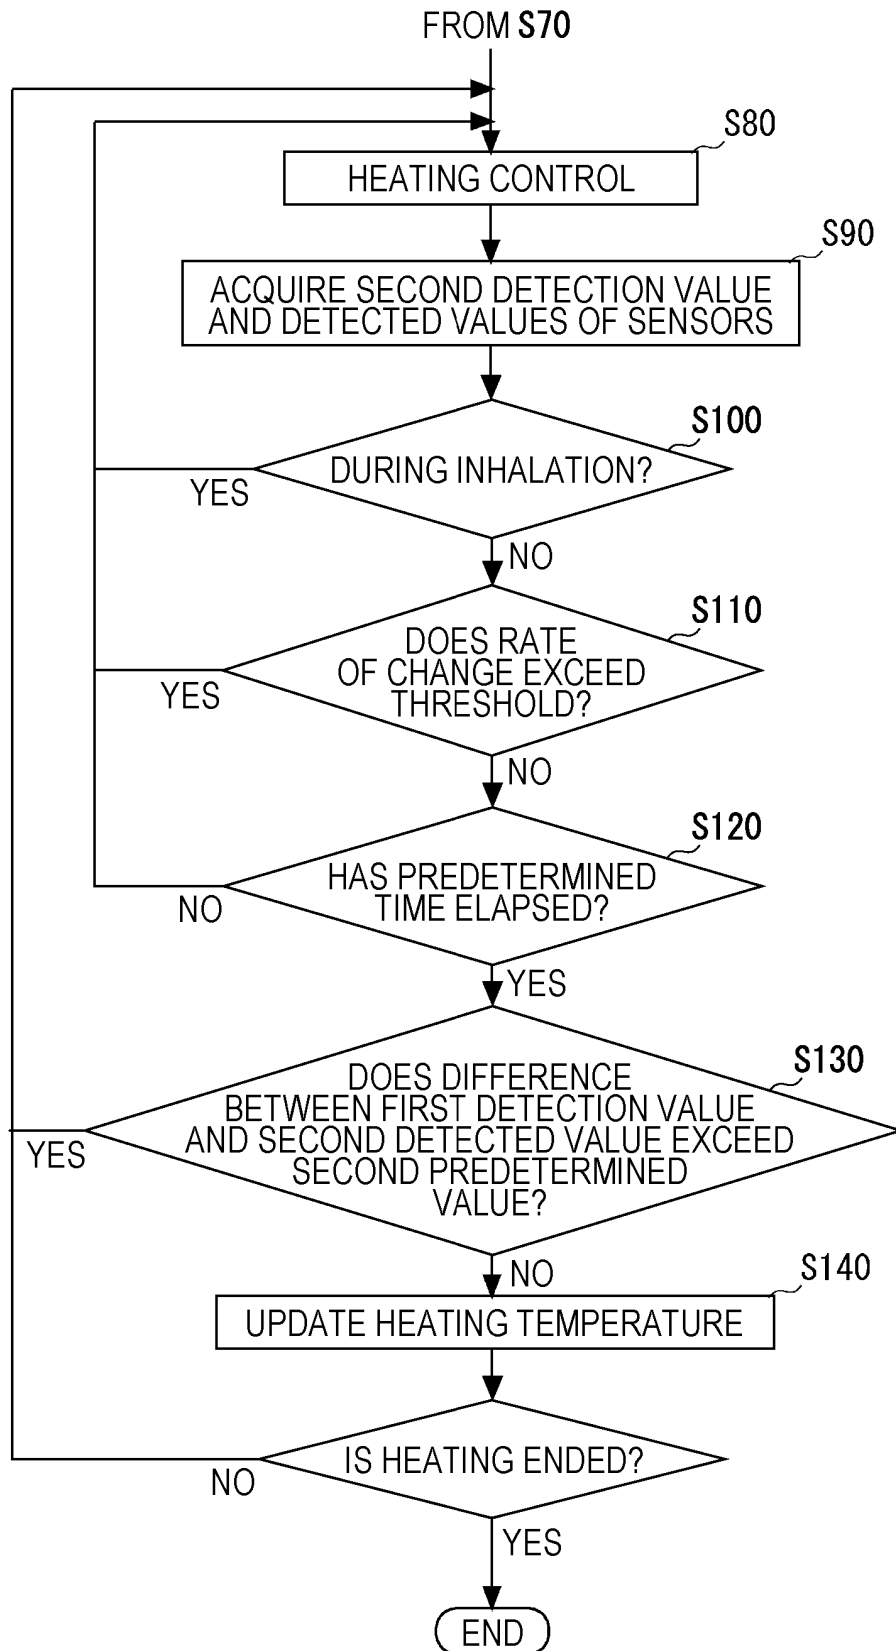 FROM S70
S80
HEATING CONTROL
S90
ACQUIRE SECOND DETECTION VALUE
AND DETECTED VALUES OF SENSORS
S100
DURING INHALATION?
YES
NO
S110
DOES RATE
OF CHANGE EXCEED
THRESHOLD?
YES
NO
S120
HAS PREDETERMINED
TIME ELAPSED?
NO
YES
S130
DOES DIFFERENCE
BETWEEN FIRST DETECTION VALUE
AND SECOND DETECTED VALUE EXCEED
SECOND PREDETERMINED
VALUE?
YES
NO
S140
UPDATE HEATING TEMPERATURE
IS HEATING ENDED?
NO
YES
END